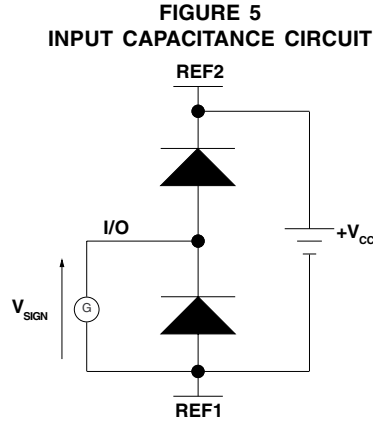 FIGURE 5
INPUT CAPACITANCE CIRCUIT
REF2
I/O
+VCC
VSIGN
G
REF1